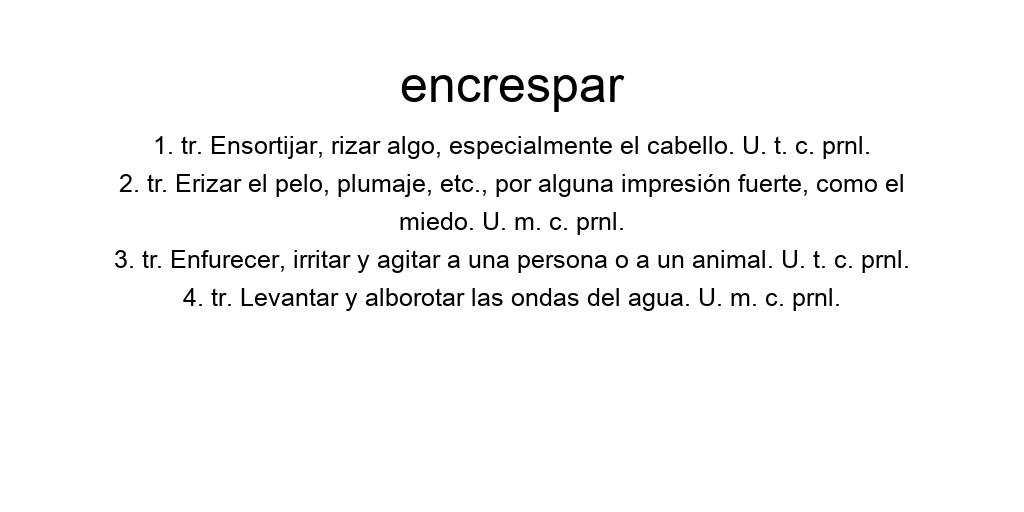 encrespar
1. tr. Ensortijar, rizar algo, especialmente el cabello. U. t. c. prnl.
2. tr. Erizar el pelo, plumaje, etc., por alguna impresión fuerte, como el
miedo. U. m. c. prnl.
3. tr. Enfurecer, irritar y agitar a una persona o a un animal. U. t. c. prnl.
4. tr. Levantar y alborotar las ondas del agua. U. m. c. prnl.